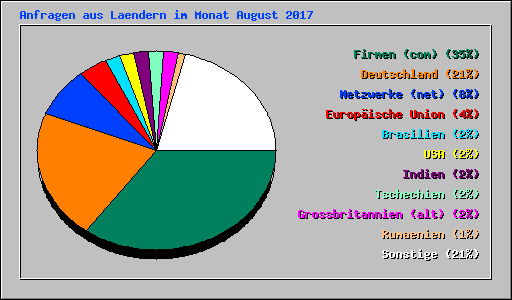 Anfragen aus Laendern im Monat August 2017
Firmen (com) (35%)
Deutschland (21%)
Netzwerke (net) (8%)
Europäische Union (4%)
Brasilien (2%)
USA (2%)
Indien (2%)
Tschechien (2%)
Grossbritannien (alt) (2%)
Rumaenien (1%)
Sonstige (21%)